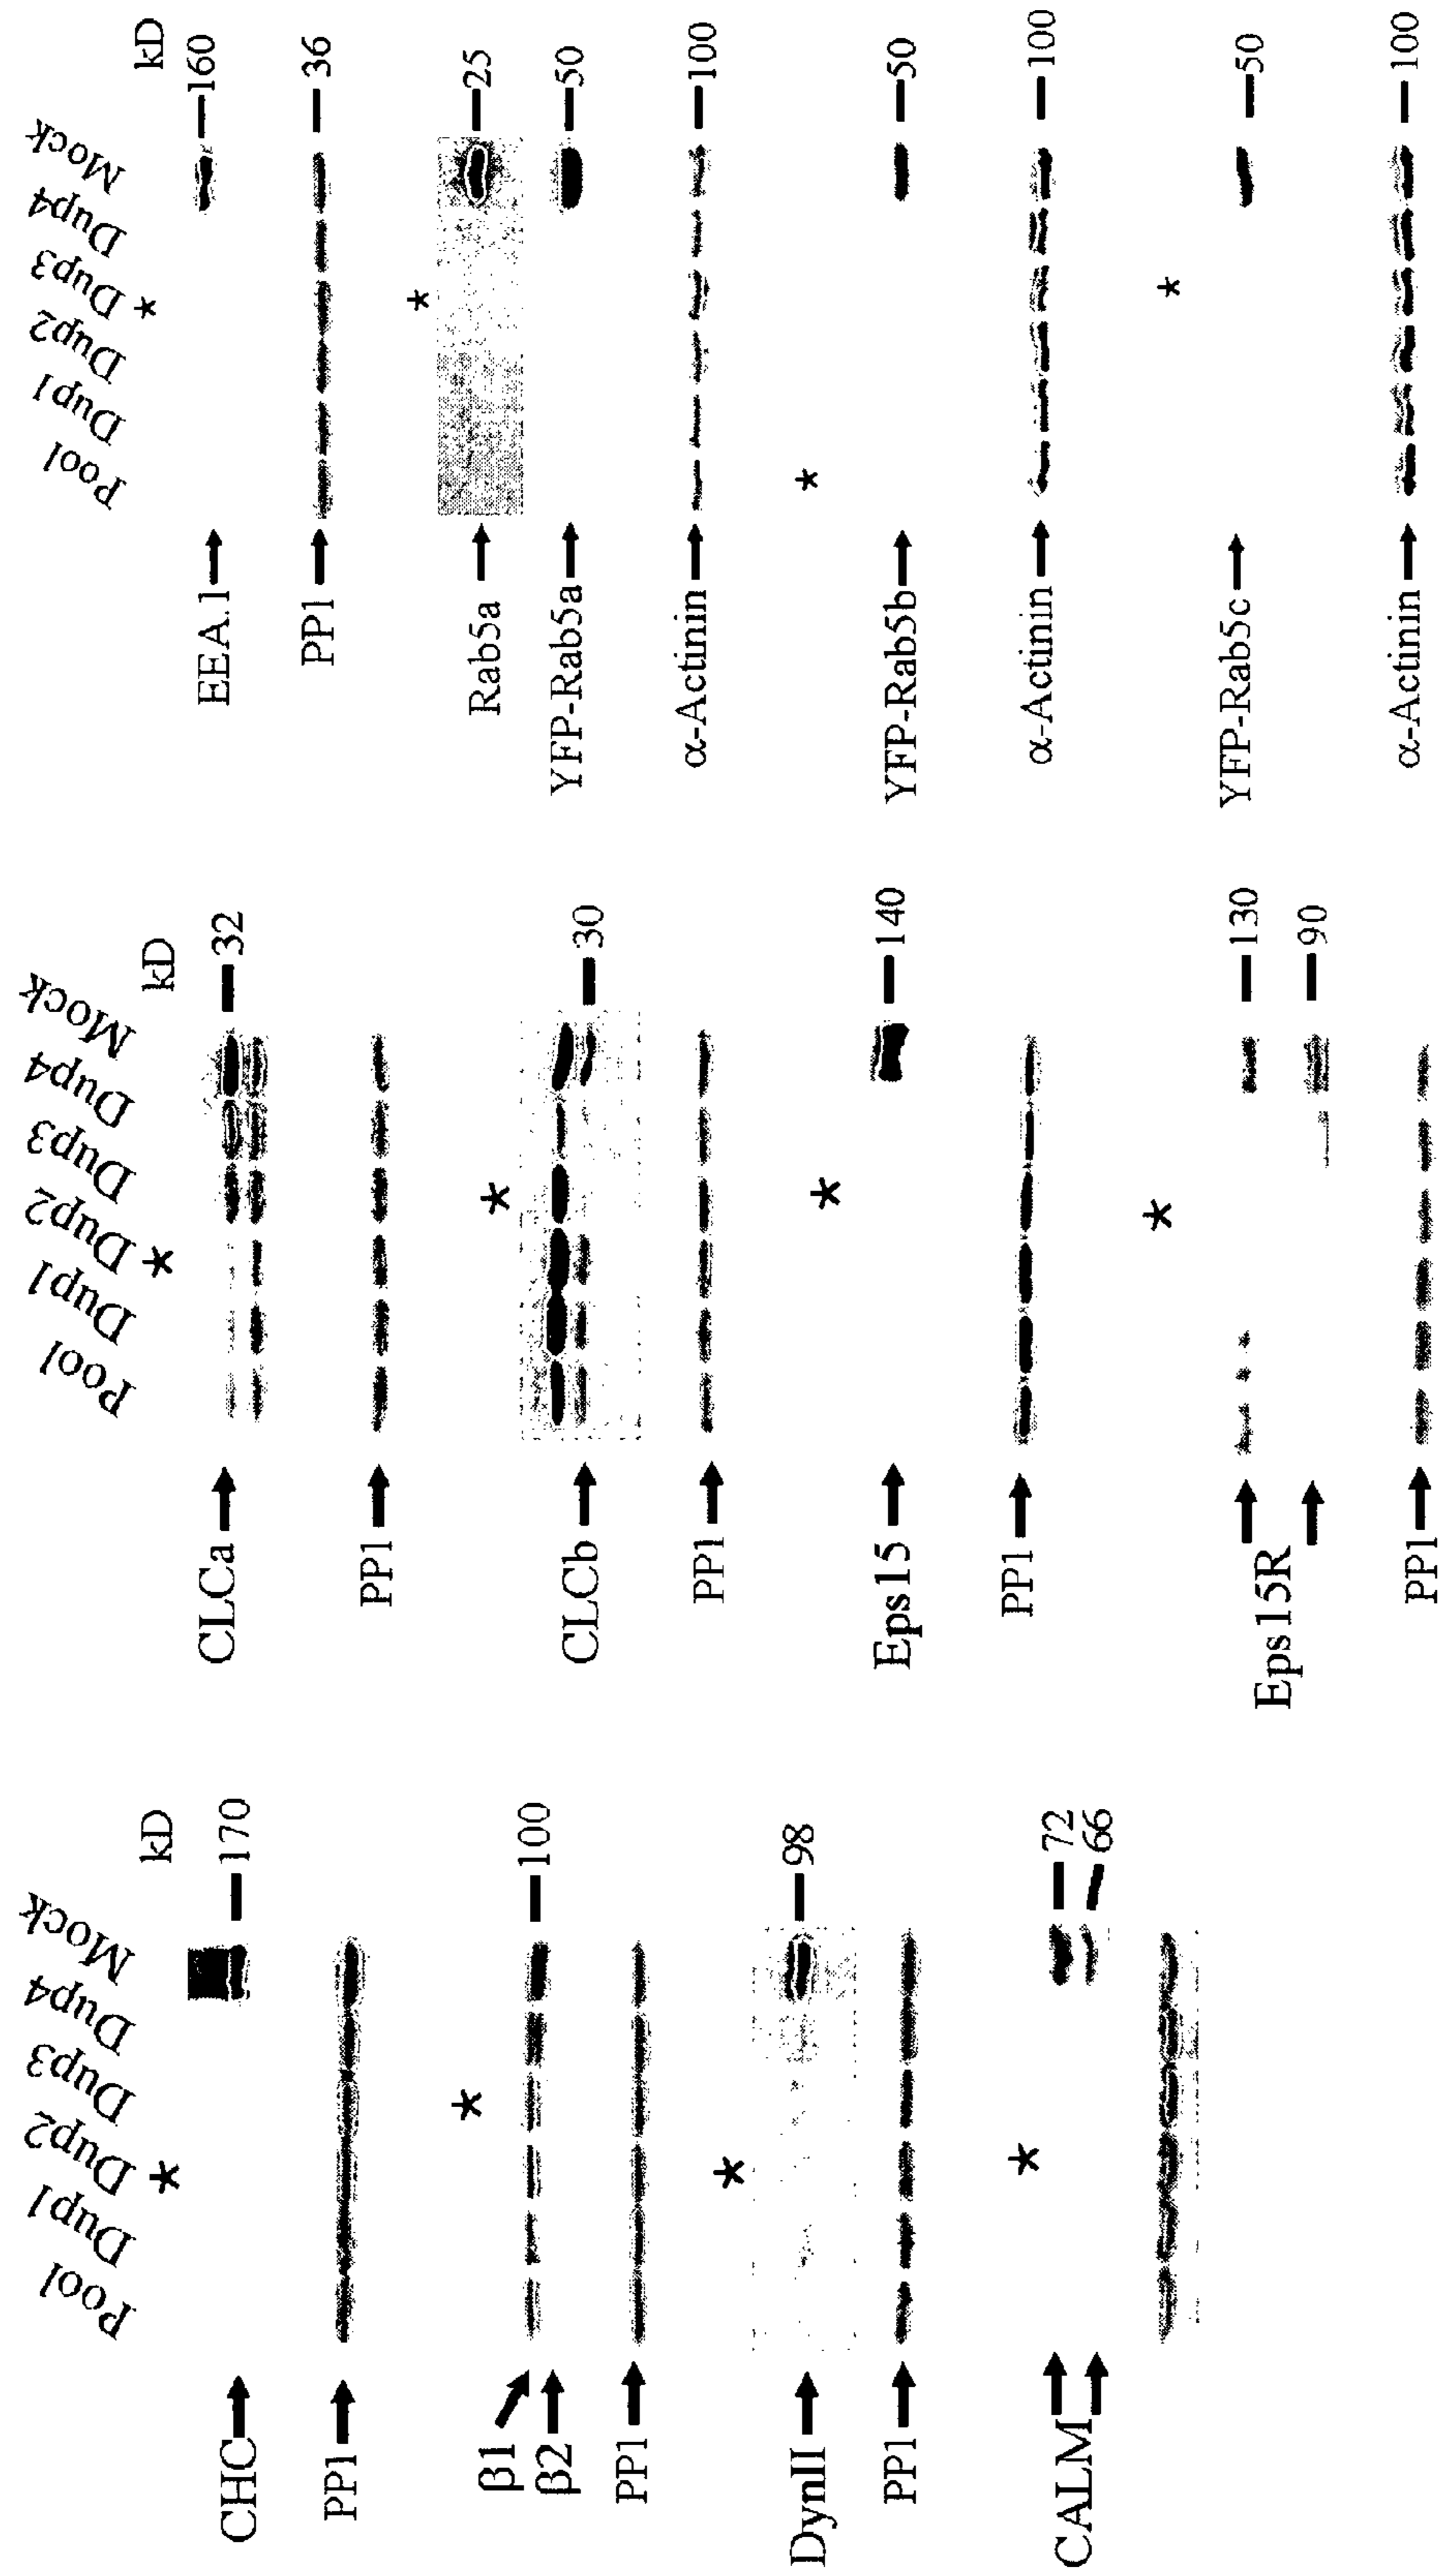 Pool Dup1 Dup2 Dup3 Dup4 Mock
* kD
CHC 170
PP1
*
β1 100
β2
PP1
*
DynII 98
PP1
*
CALM 72
66
Pool Dup1 Dup2 Dup3 Dup4 Mock
* kD
CLCa 32
PP1
*
CLCb 30
PP1
*
Eps15 140
PP1
*
Eps15R 130
90
PP1
Pool Dup1 Dup2 Dup3 Dup4 Mock
* kD
EEA.1 160
PP1 36
*
Rab5a 25
YFP-Rab5a 50
α-Actinin 100
*
YFP-Rab5b 50
α-Actinin 100
*
YFP-Rab5c 50
α-Actinin 100